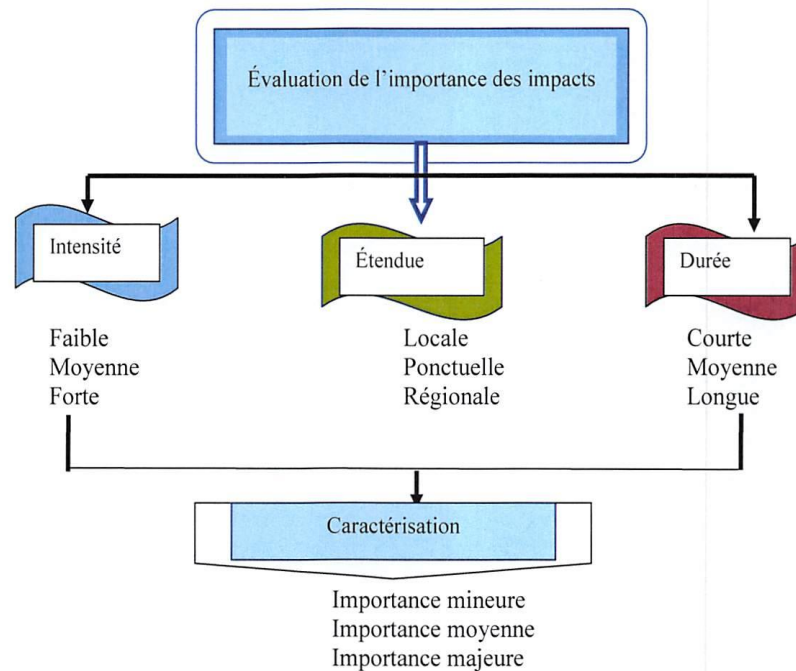 Évaluation de l'importance des impacts
Intensité
Étendue
Durée
Faible
Moyenne
Forte
Locale
Ponctuelle
Régionale
Courte
Moyenne
Longue
Caractérisation
Importance mineure
Importance moyenne
Importance majeure